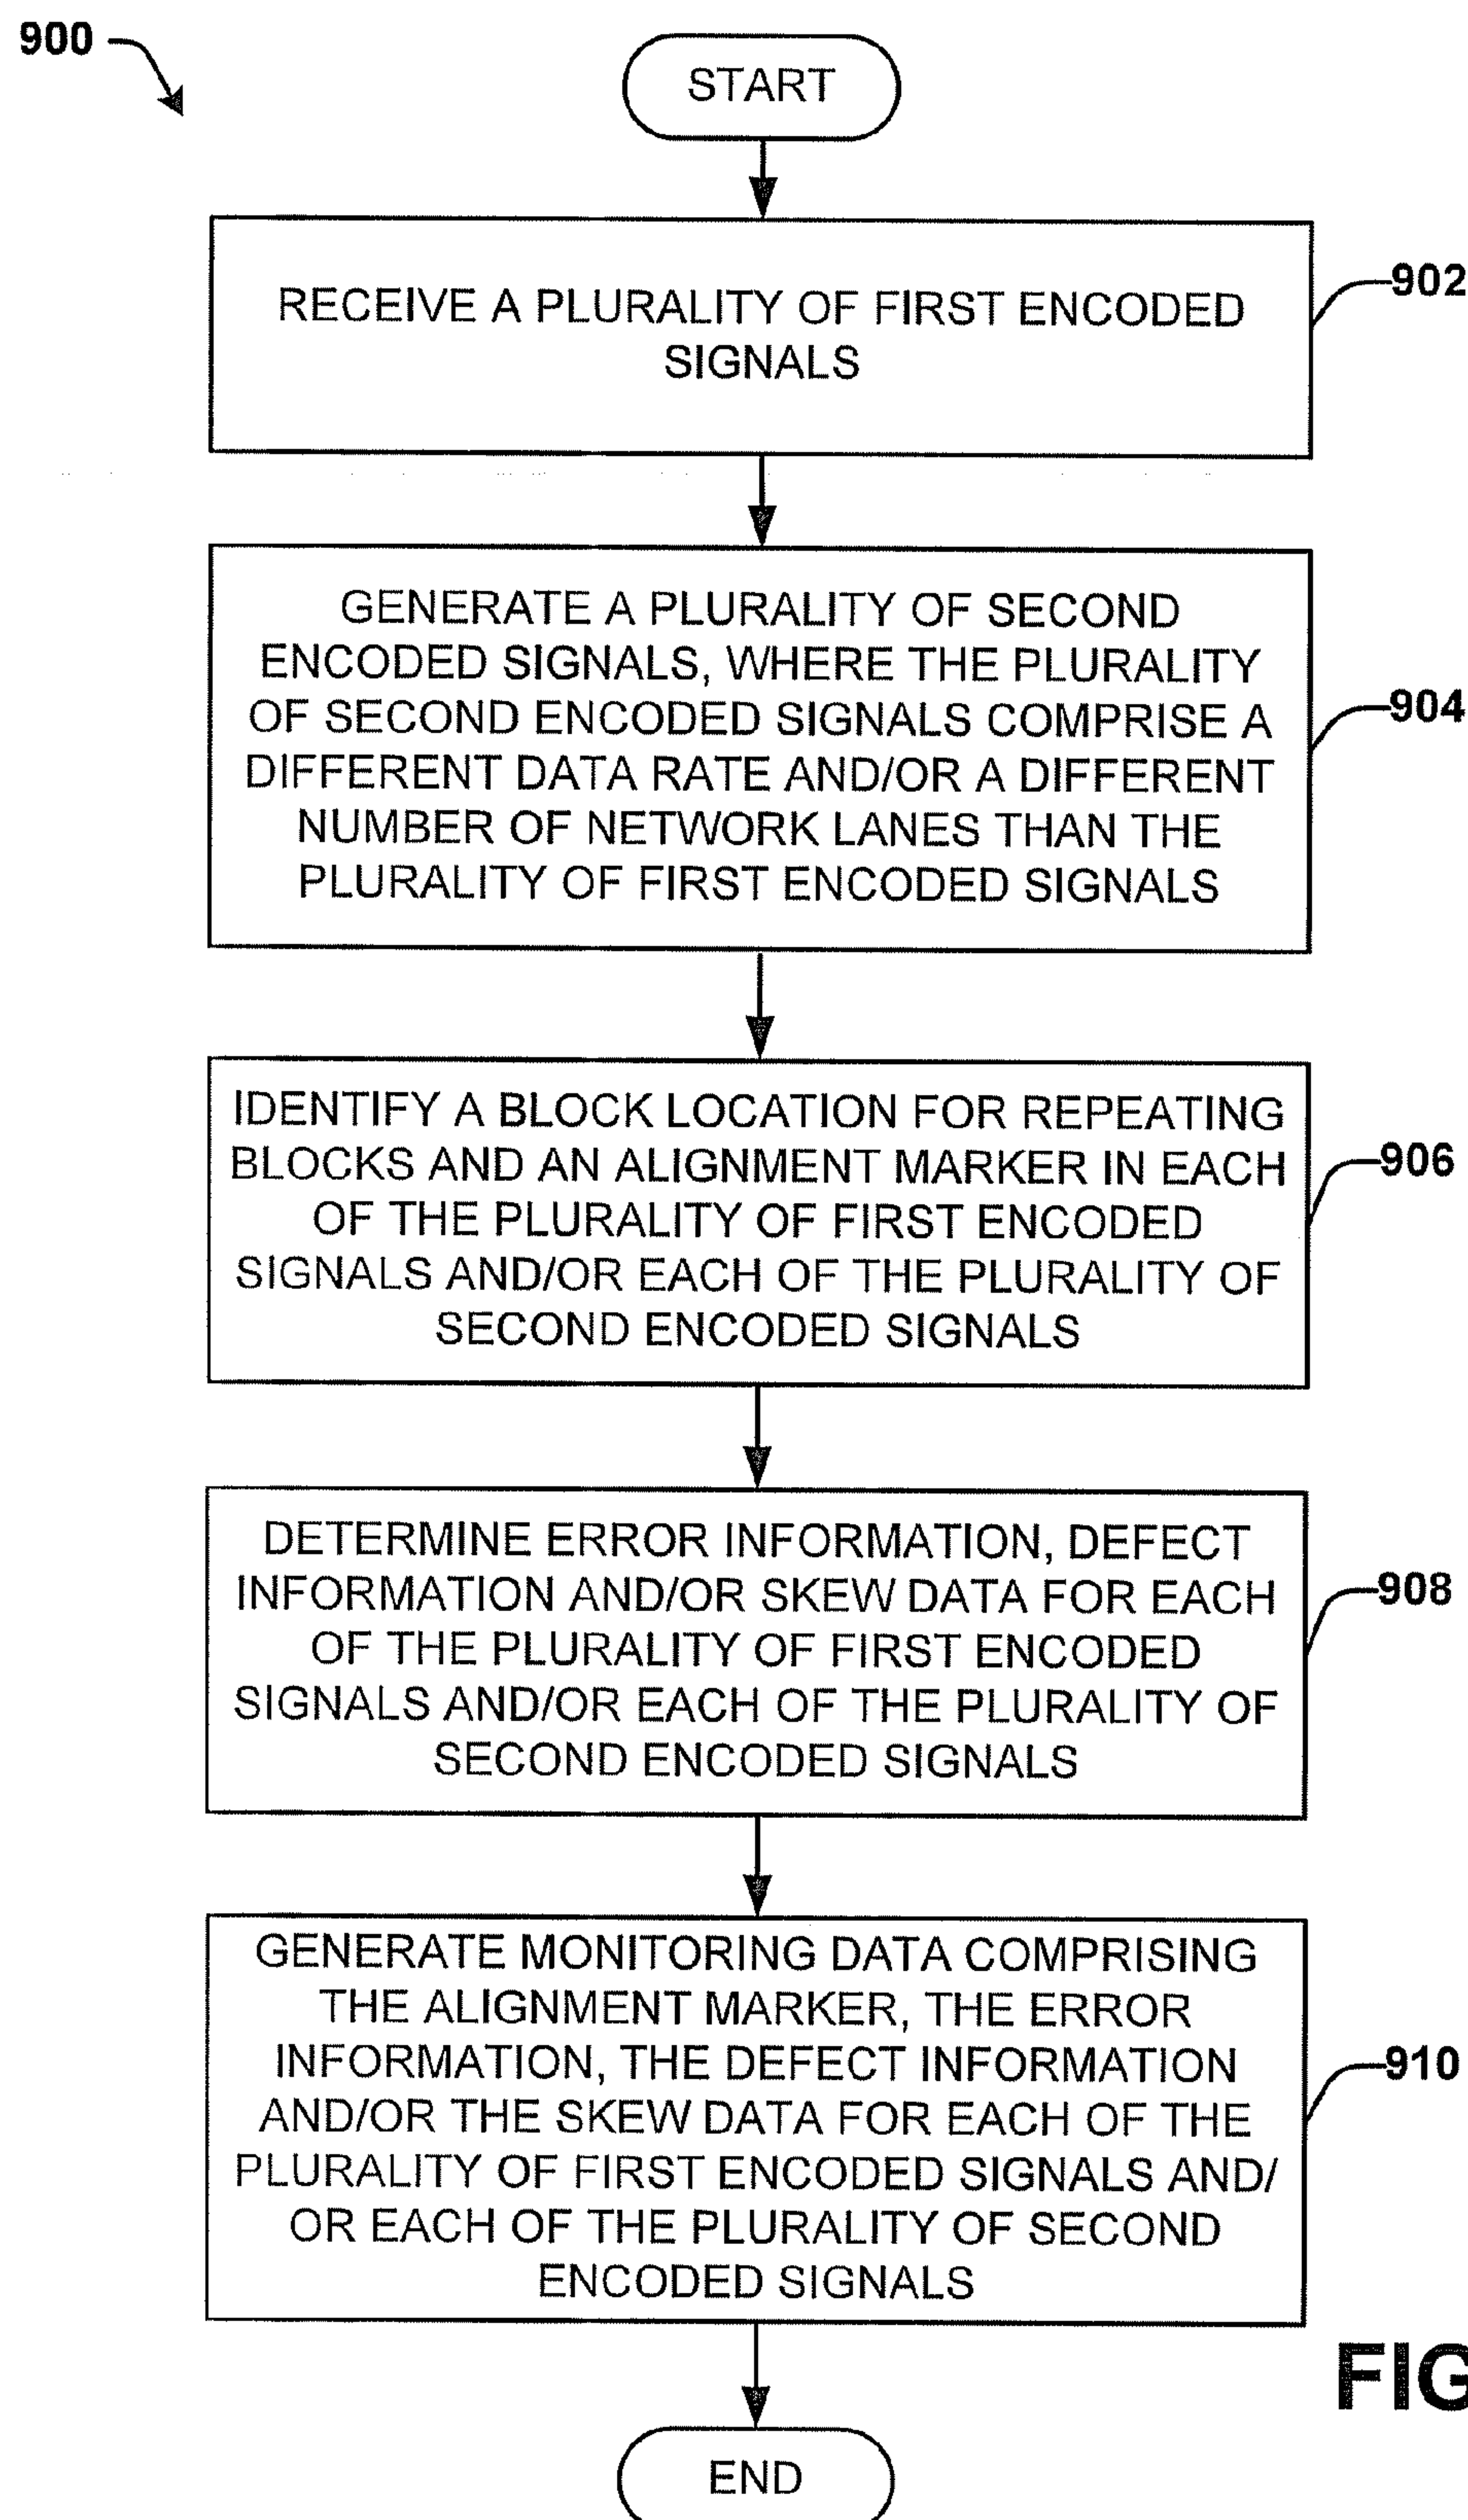 900
START
RECEIVE A PLURALITY OF FIRST ENCODED
SIGNALS
902
GENERATE A PLURALITY OF SECOND
ENCODED SIGNALS, WHERE THE PLURALITY
OF SECOND ENCODED SIGNALS COMPRISE A
DIFFERENT DATA RATE AND/OR A DIFFERENT
NUMBER OF NETWORK LANES THAN THE
PLURALITY OF FIRST ENCODED SIGNALS
904
IDENTIFY A BLOCK LOCATION FOR REPEATING
BLOCKS AND AN ALIGNMENT MARKER IN EACH
OF THE PLURALITY OF FIRST ENCODED
SIGNALS AND/OR EACH OF THE PLURALITY OF
SECOND ENCODED SIGNALS
906
DETERMINE ERROR INFORMATION, DEFECT
INFORMATION AND/OR SKEW DATA FOR EACH
OF THE PLURALITY OF FIRST ENCODED
SIGNALS AND/OR EACH OF THE PLURALITY OF
SECOND ENCODED SIGNALS
908
GENERATE MONITORING DATA COMPRISING
THE ALIGNMENT MARKER, THE ERROR
INFORMATION, THE DEFECT INFORMATION
AND/OR THE SKEW DATA FOR EACH OF THE
PLURALITY OF FIRST ENCODED SIGNALS AND/
OR EACH OF THE PLURALITY OF SECOND
ENCODED SIGNALS
910
FIG
END